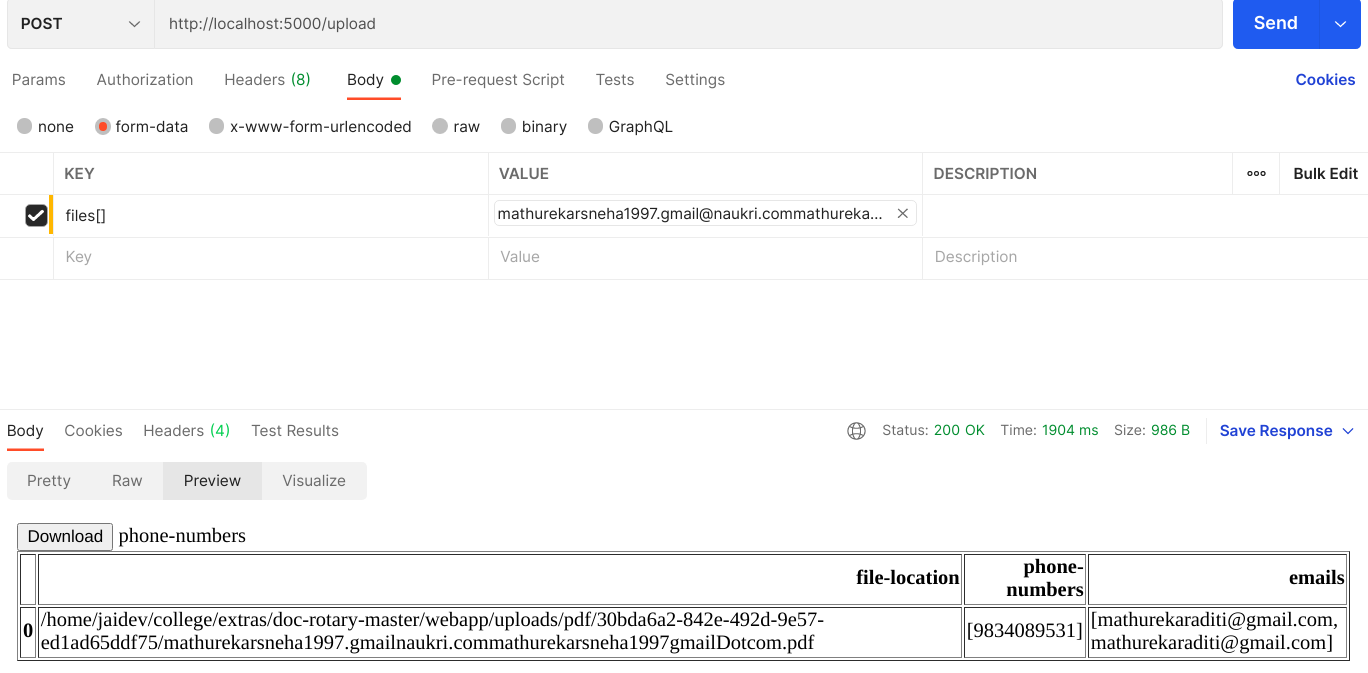 POST http://localhost:5000/upload Send
Params Authorization Headers (8) Body Pre-request Script Tests Settings Cookies
none form-data x-www-form-urlencoded raw binary GraphQL
KEY VALUE DESCRIPTION ooo Bulk Edit
files[] mathurekarsneha1997.gmail@naukri.commathureka...
Key Value Description
Body Cookies Headers (4) Test Results Status: 200 OK Time: 1904 ms Size: 986 B Save Response
Pretty Raw Preview Visualize
Download phone-numbers
file-location phone-numbers emails
0 /home/jaidev/college/extras/doc-rotary-master/webapp/uploads/pdf/30bda6a2-842e-492d-9e57-
ed1ad65ddf75/mathurekarsneha1997.gmailnaukri.commathurekarsneha1997gmailDotcom.pdf
[9834089531]
[mathurekaraditi@gmail.com,
mathurekaraditi@gmail.com]